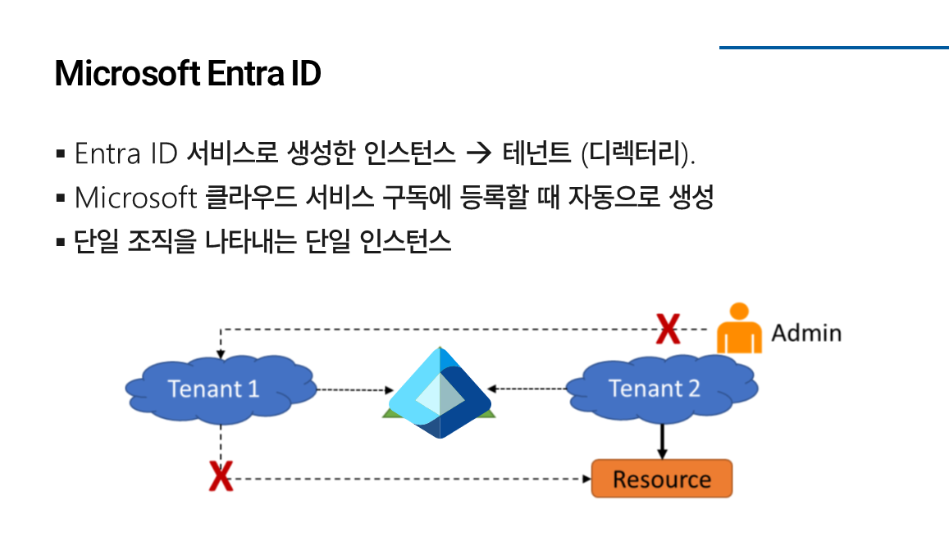 Microsoft Entra ID
▪ Entra ID 서비스로 생성한 인스턴스 → 테넌트 (디렉터리).
▪ Microsoft 클라우드 서비스 구독에 등록할 때 자동으로 생성
▪ 단일 조직을 나타내는 단일 인스턴스
X
Admin
Tenant 1
Tenant 2
X
Resource